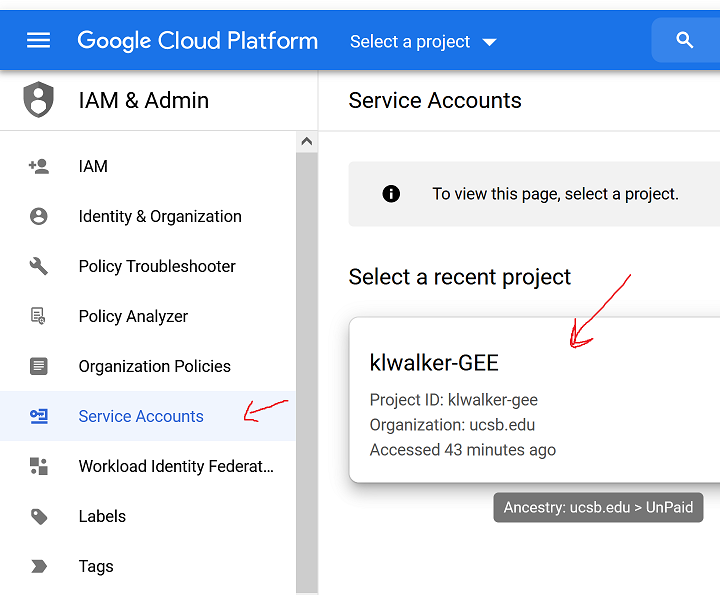 Google Cloud Platform
Select a project
IAM & Admin
Service Accounts
IAM
Identity & Organization
Policy Troubleshooter
Policy Analyzer
Organization Policies
Service Accounts
Workload Identity Federat...
Labels
Tags
To view this page, select a project.
Select a recent project
klwalker-GEE
Project ID: klwalker-gee
Organization: ucsb.edu
Accessed 43 minutes ago
Ancestry: ucsb.edu > UnPaid